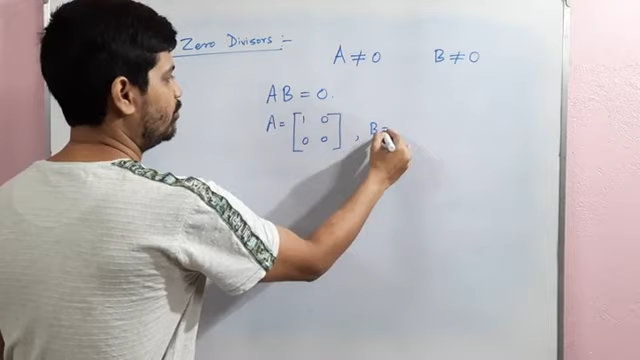 Zero Divisors :-
A ≠ 0 B ≠ 0
AB = 0.
A = [1 0
0 0] , B =